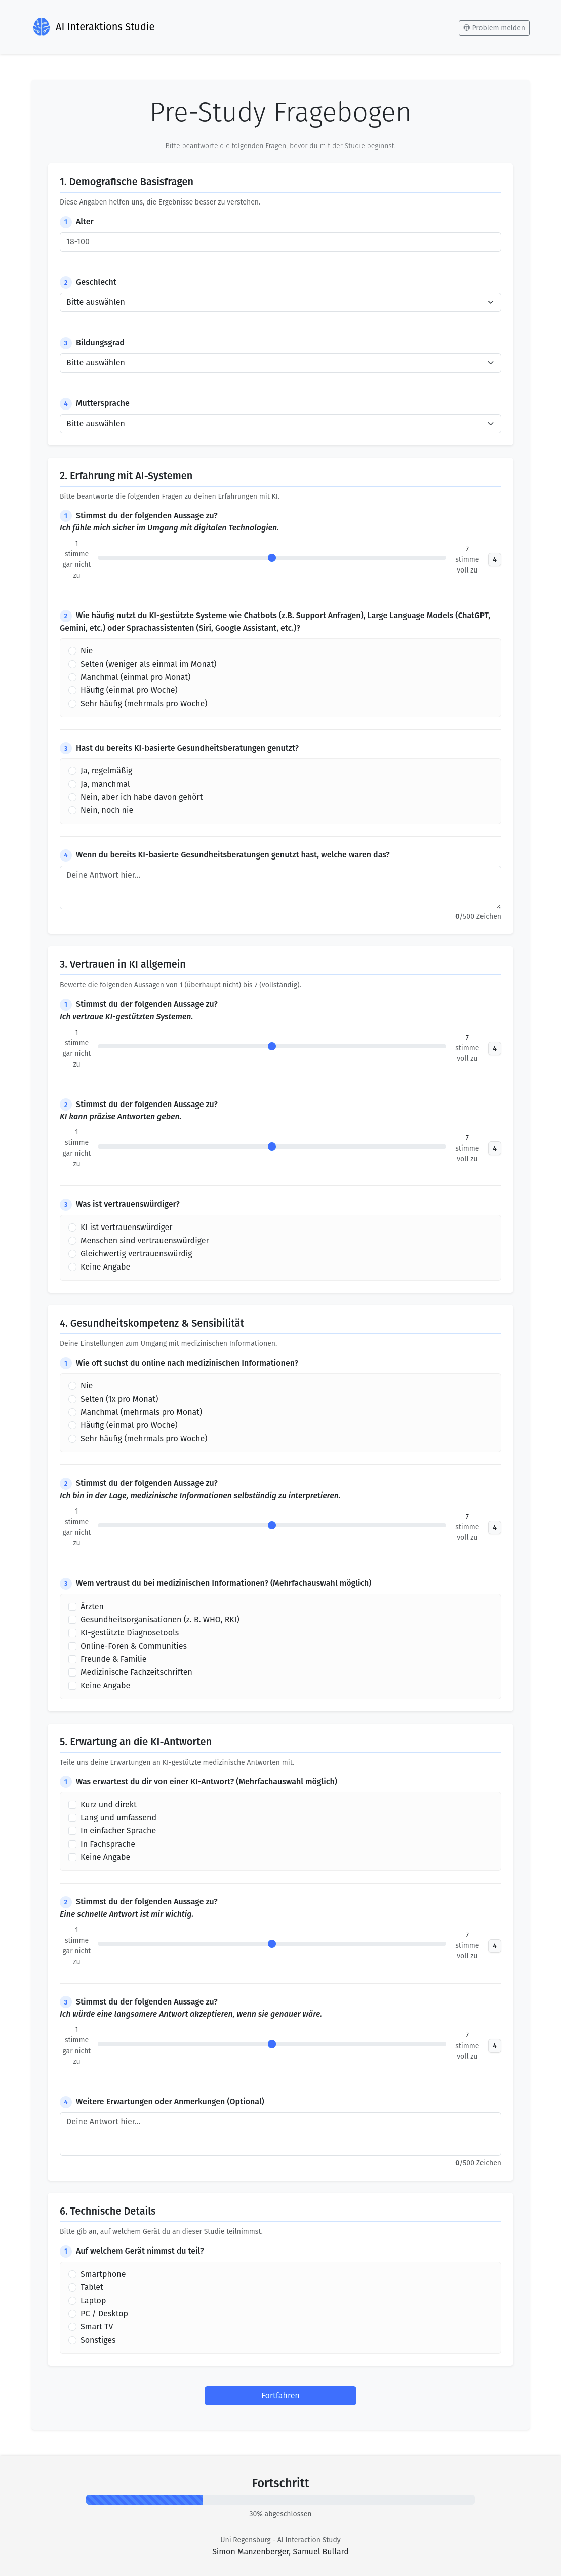 AI Interaktions Studie
Problem melden
Pre-Study Fragebogen
Bitte beantworte die folgenden Fragen, bevor du mit der Studie beginnst.
1. Demografische Basisfragen
Diese Angaben helfen uns, die Ergebnisse besser zu verstehen.
1 Alter
18-100
2 Geschlecht
Bitte auswählen
3 Bildungsgrad
Bitte auswählen
4 Muttersprache
Bitte auswählen
2. Erfahrung mit AI-Systemen
Bitte beantworte die folgenden Fragen zu deinen Erfahrungen mit KI.
1 Stimmst du der folgenden Aussage zu?
Ich fühle mich sicher im Umgang mit digitalen Technologien.
1
stimme
gar nicht
zu
7
stimme
voll zu
4
2 Wie häufig nutzt du KI-gestützte Systeme wie Chatbots (z.B. Support Anfragen), Large Language Models (ChatGPT,
Gemini, etc.) oder Sprachassistenten (Siri, Google Assistant, etc.)?
Nie
Selten (weniger als einmal im Monat)
Manchmal (einmal pro Monat)
Häufig (einmal pro Woche)
Sehr häufig (mehrmals pro Woche)
3 Hast du bereits KI-basierte Gesundheitsberatungen genutzt?
Ja, regelmäßig
Ja, manchmal
Nein, aber ich habe davon gehört
Nein, noch nie
4 Wenn du bereits KI-basierte Gesundheitsberatungen genutzt hast, welche waren das?
Deine Antwort hier...
0/500 Zeichen
3. Vertrauen in KI allgemein
Bewerte die folgenden Aussagen von 1 (überhaupt nicht) bis 7 (vollständig).
1 Stimmst du der folgenden Aussage zu?
Ich vertraue KI-gestützten Systemen.
1
stimme
gar nicht
zu
7
stimme
voll zu
4
2 Stimmst du der folgenden Aussage zu?
KI kann präzise Antworten geben.
1
stimme
gar nicht
zu
7
stimme
voll zu
4
3 Was ist vertrauenswürdiger?
KI ist vertrauenswürdiger
Menschen sind vertrauenswürdiger
Gleichwertig vertrauenswürdig
Keine Angabe
4. Gesundheitskompetenz & Sensibilität
Deine Einstellungen zum Umgang mit medizinischen Informationen.
1 Wie oft suchst du online nach medizinischen Informationen?
Nie
Selten (1x pro Monat)
Manchmal (mehrmals pro Monat)
Häufig (einmal pro Woche)
Sehr häufig (mehrmals pro Woche)
2 Stimmst du der folgenden Aussage zu?
Ich bin in der Lage, medizinische Informationen selbständig zu interpretieren.
1
stimme
gar nicht
zu
7
stimme
voll zu
4
3 Wem vertraust du bei medizinischen Informationen? (Mehrfachauswahl möglich)
Ärzten
Gesundheitsorganisationen (z. B. WHO, RKI)
KI-gestützte Diagnosetools
Online-Foren & Communities
Freunde & Familie
Medizinische Fachzeitschriften
Keine Angabe
5. Erwartung an die KI-Antworten
Teile uns deine Erwartungen an KI-gestützte medizinische Antworten mit.
1 Was erwartest du dir von einer KI-Antwort? (Mehrfachauswahl möglich)
Kurz und direkt
Lang und umfassend
In einfacher Sprache
In Fachsprache
Keine Angabe
2 Stimmst du der folgenden Aussage zu?
Eine schnelle Antwort ist mir wichtig.
1
stimme
gar nicht
zu
7
stimme
voll zu
4
3 Stimmst du der folgenden Aussage zu?
Ich würde eine langsamere Antwort akzeptieren, wenn sie genauer wäre.
1
stimme
gar nicht
zu
7
stimme
voll zu
4
4 Weitere Erwartungen oder Anmerkungen (Optional)
Deine Antwort hier...
0/500 Zeichen
6. Technische Details
Bitte gib an, auf welchem Gerät du an dieser Studie teilnimmst.
1 Auf welchem Gerät nimmst du teil?
Smartphone
Tablet
Laptop
PC / Desktop
Smart TV
Sonstiges
Fortfahren
Fortschritt
30% abgeschlossen
Uni Regensburg - AI Interaction Study
Simon Manzenberger, Samuel Bullard